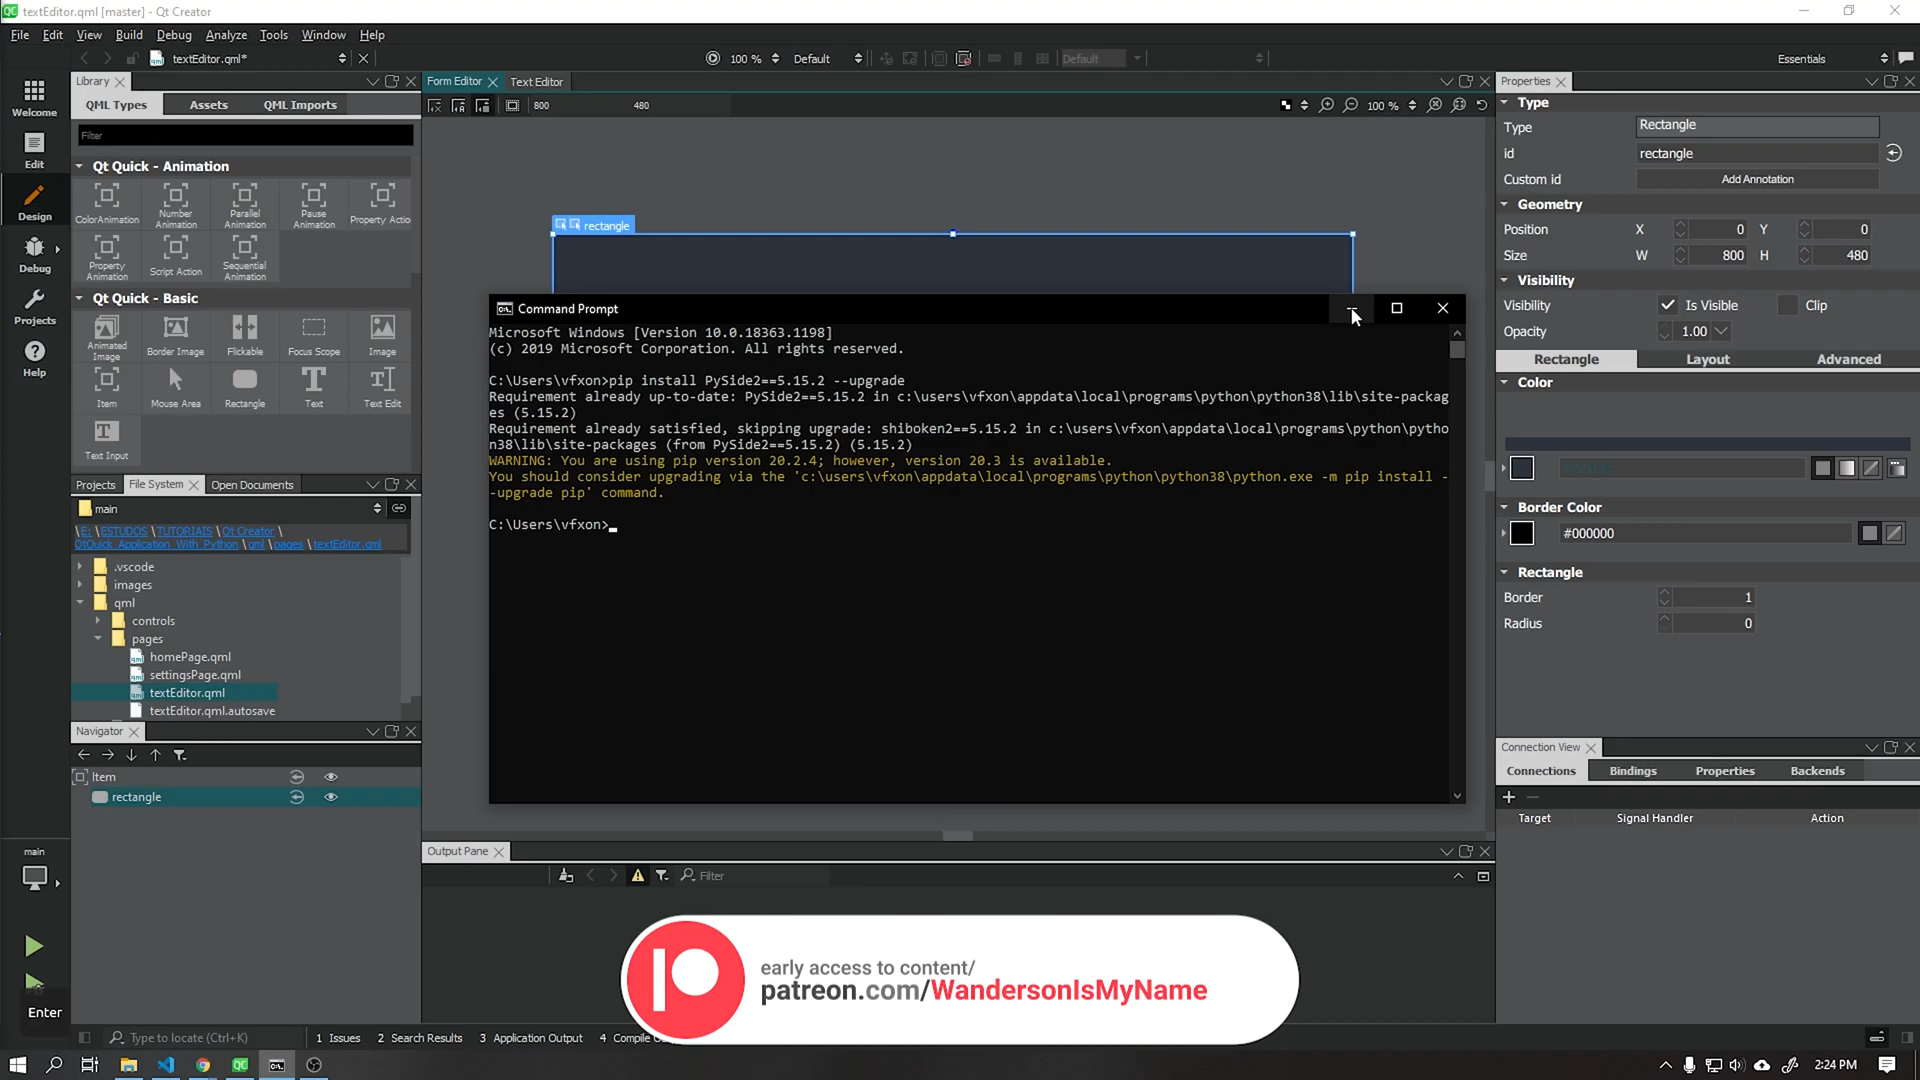 textEditor.qml [master] - Qt Creator
File Edit View Build Debug Analyze Tools Window Help
textEditor.qml* 100 % Default Default Essentials
Welcome
Edit
Design
Debug
Projects
Help
Library
QML Types Assets QML Imports
Filter
Qt Quick - Animation
ColorAnimation Number Animation Parallel Animation Pause Animation Property Actio
Property Animation Script Action Sequential Animation
Qt Quick - Basic
Animated Image Border Image Flickable Focus Scope Image
Item Mouse Area Rectangle Text Text Edit
Text Input
Projects File System Open Documents
main
\E: \ESTUDOS \TUTORIAIS \Qt Creator \
QtQuick_Application_With_Python \qml \pages \textEditor.qml
.vscode
images
qml
controls
pages
homePage.qml
settingsPage.qml
textEditor.qml
textEditor.qml.autosave
Navigator
Item
rectangle
main
Enter
Form Editor Text Editor
800 480 100 %
rectangle
Command Prompt
Microsoft Windows [Version 10.0.18363.1198]
(c) 2019 Microsoft Corporation. All rights reserved.
C:\Users\vfxon>pip install PySide2==5.15.2 --upgrade
Requirement already up-to-date: PySide2==5.15.2 in c:\users\vfxon\appdata\local\programs\python\python38\lib\site-packag
es (5.15.2)
Requirement already satisfied, skipping upgrade: shiboken2==5.15.2 in c:\users\vfxon\appdata\local\programs\python\pytho
n38\lib\site-packages (from PySide2==5.15.2) (5.15.2)
WARNING: You are using pip version 20.2.4; however, version 20.3 is available.
You should consider upgrading via the 'c:\users\vfxon\appdata\local\programs\python\python38\python.exe -m pip install -
-upgrade pip' command.
C:\Users\vfxon>
Output Pane
Filter
early access to content/
patreon.com/WandersonIsMyName
Properties
Type
Type Rectangle
id rectangle
Custom id Add Annotation
Geometry
Position X 0 Y 0
Size W 800 H 480
Visibility
Visibility Is Visible Clip
Opacity 1.00
Rectangle Layout Advanced
Color
Border Color
#000000
Rectangle
Border 1
Radius 0
Connection View
Connections Bindings Properties Backends
Target Signal Handler Action
Type to locate (Ctrl+K) 1 Issues 2 Search Results 3 Application Output 4 Compile
2:24 PM